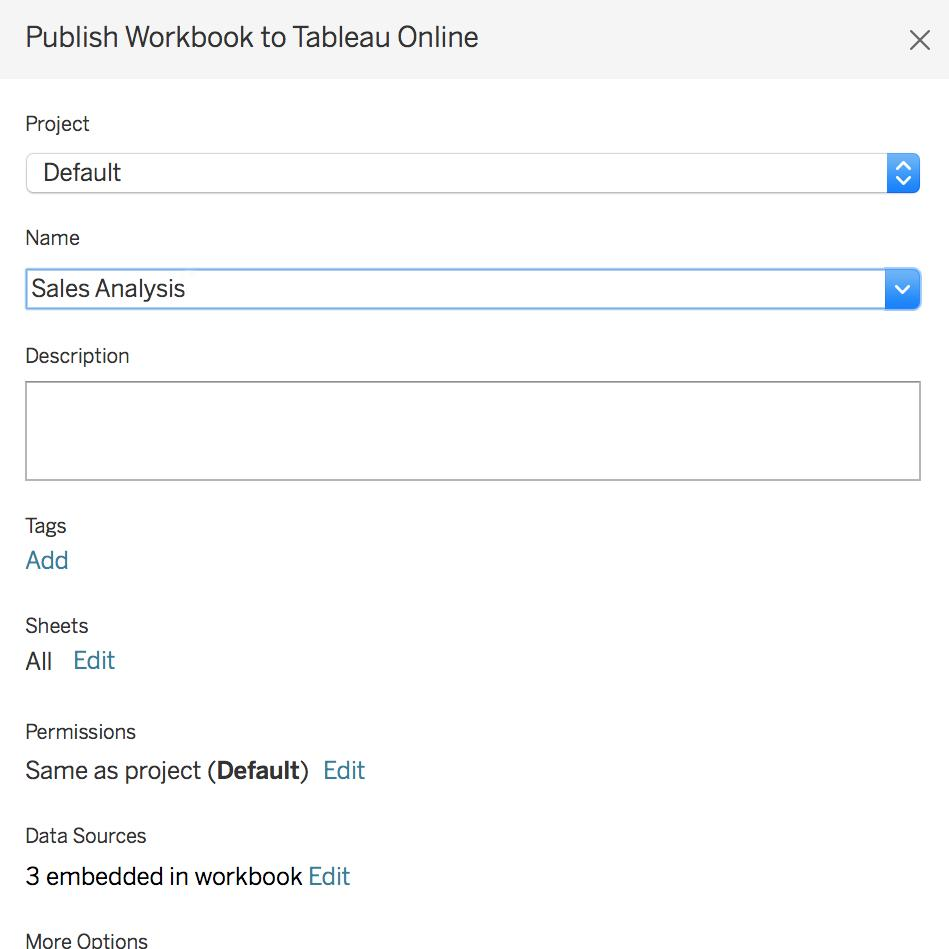 Publish Workbook to Tableau Online
Project
Default
Name
Sales Analysis
Description
Tags
Add
Sheets
All Edit
Permissions
Same as project (Default) Edit
Data Sources
3 embedded in workbook Edit
More Options